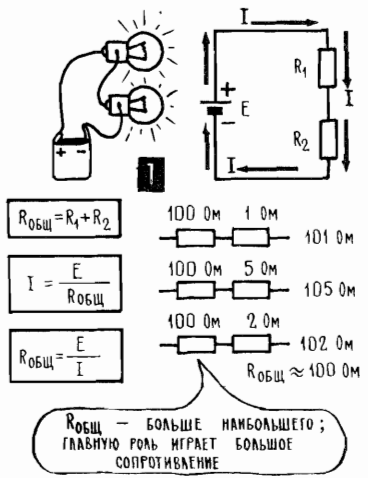 I
+
E
−
R₁
I
R₂
I
+ −
1
Rобщ=R₁+R₂
100 Ом 1 Ом
101 Ом
I = E/Rобщ
100 Ом 5 Ом
105 Ом
Rобщ= E/I
100 Ом 2 Ом
102 Ом
Rобщ ≈ 100 Ом
Rобщ — БОЛЬШЕ НАИБОЛЬШЕГО;
ГЛАВНУЮ РОЛЬ ИГРАЕТ БОЛЬШОЕ
СОПРОТИВЛЕНИЕ